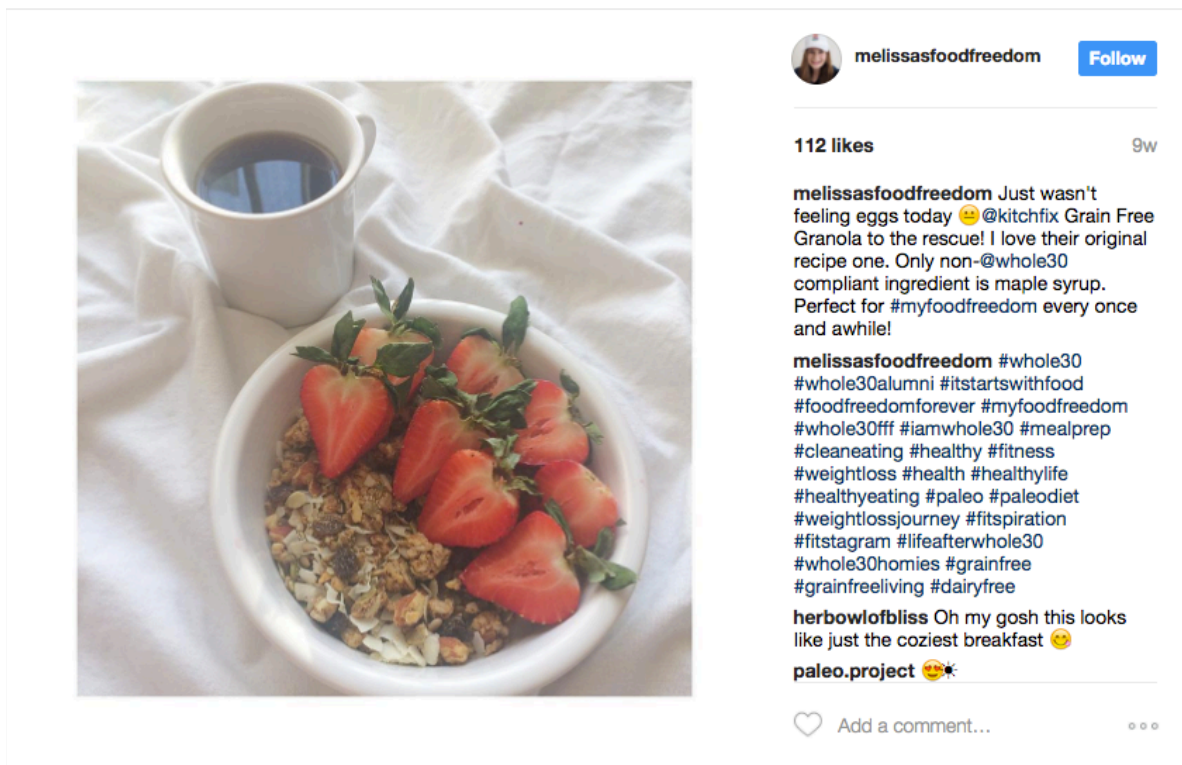 melissasfoodfreedom Follow
112 likes 9w
melissasfoodfreedom Just wasn't
feeling eggs today 😐@kitchfix Grain Free
Granola to the rescue! I love their original
recipe one. Only non-@whole30
compliant ingredient is maple syrup.
Perfect for #myfoodfreedom every once
and awhile!
melissasfoodfreedom #whole30
#whole30alumni #itstartswithfood
#foodfreedomforever #myfoodfreedom
#whole30fff #iamwhole30 #mealprep
#cleaneating #healthy #fitness
#weightloss #health #healthylife
#healthyeating #paleo #paleodiet
#weightlossjourney #fitspiration
#fitstagram #lifeafterwhole30
#whole30homies #grainfree
#grainfreeliving #dairyfree
herbowlofbliss Oh my gosh this looks
like just the coziest breakfast 😋
paleo.project 😍☀
Add a comment...